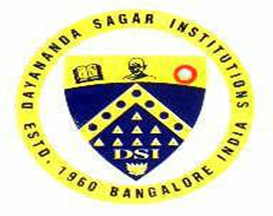 DAYANANDA SAGAR INSTITUTIONS
ESTD. 1960 BANGALORE INDIA
DSI